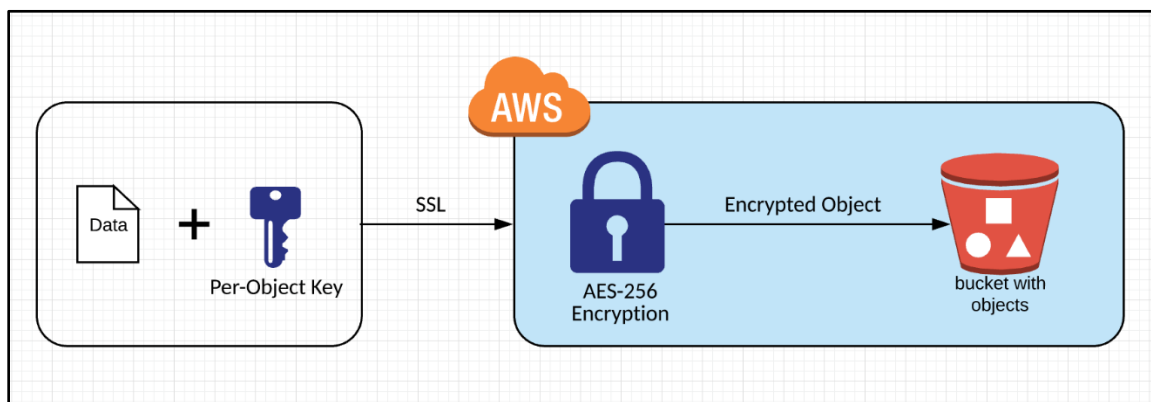 AWS
Data
+
Per-Object Key
SSL
AES-256
Encryption
Encrypted Object
bucket with
objects